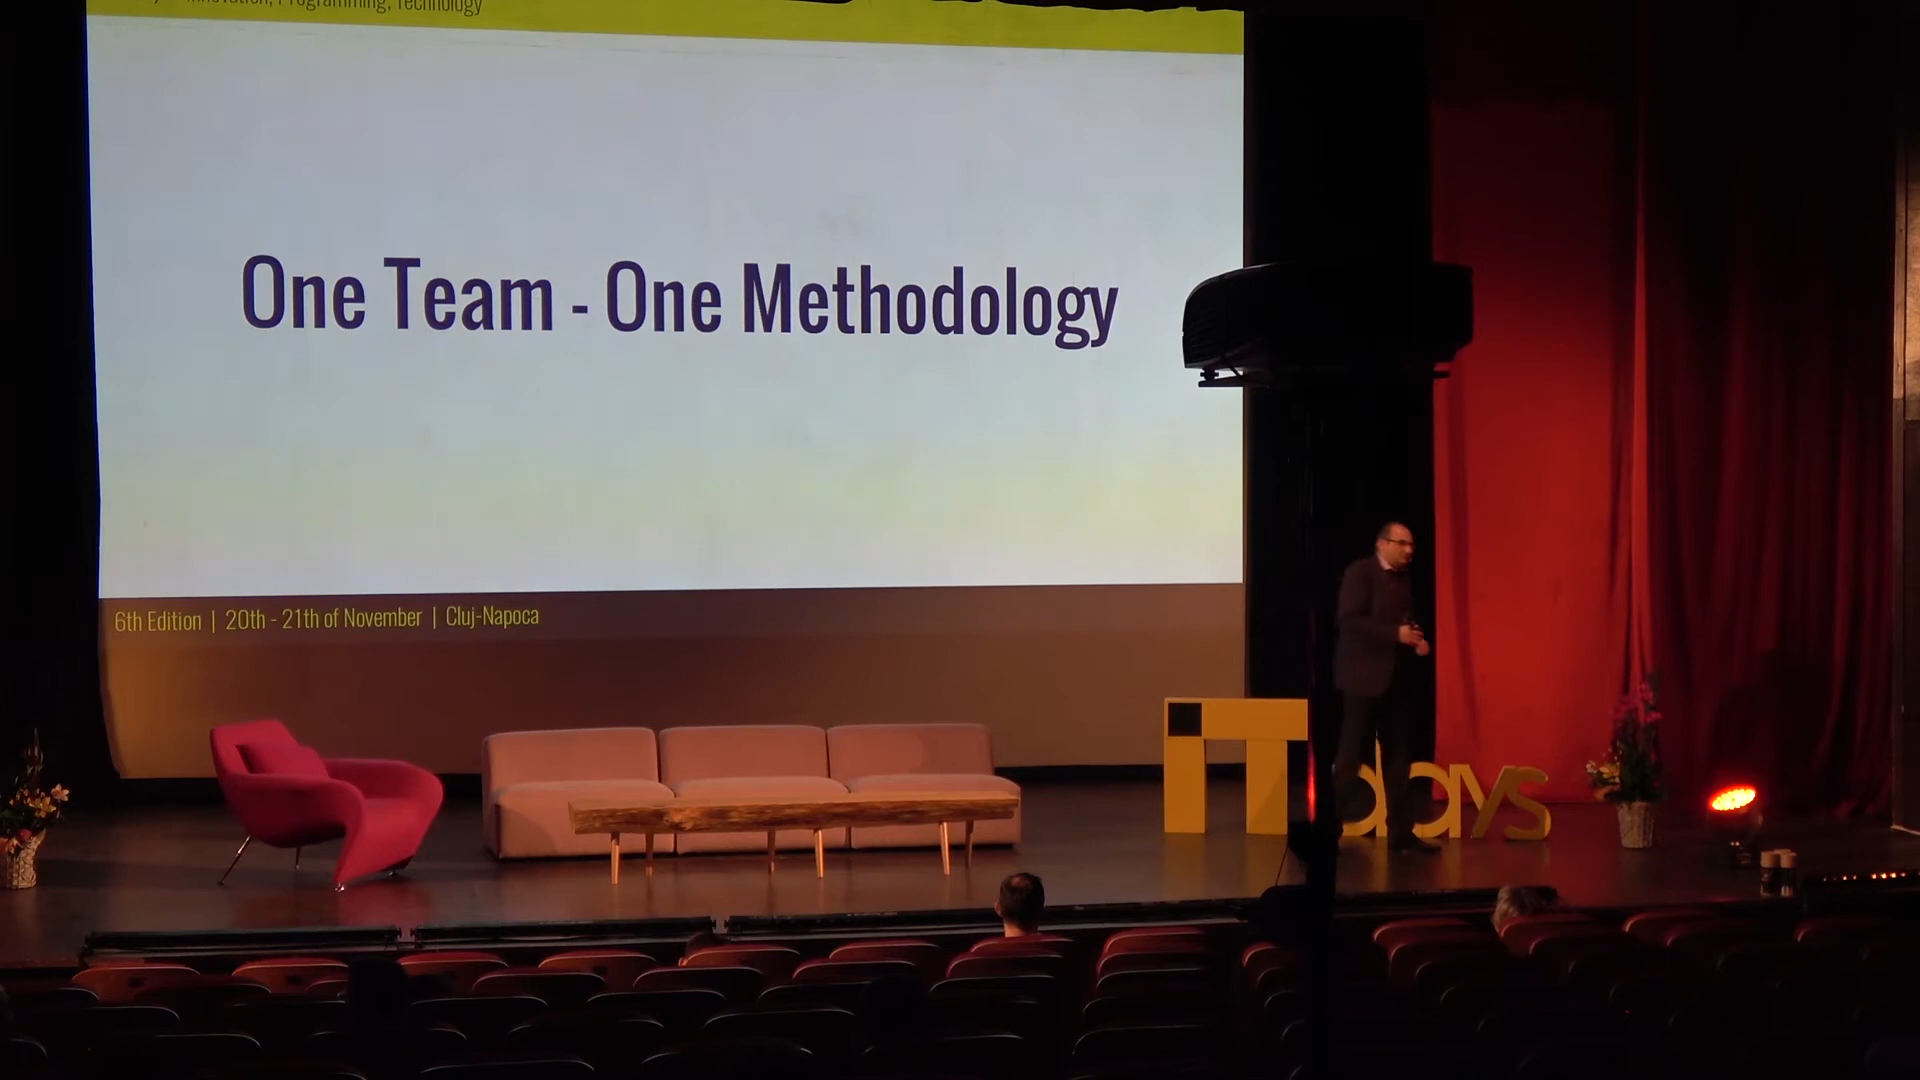 Innovation, Programming, Technology
One Team - One Methodology
6th Edition | 20th - 21th of November | Cluj-Napoca
IT days